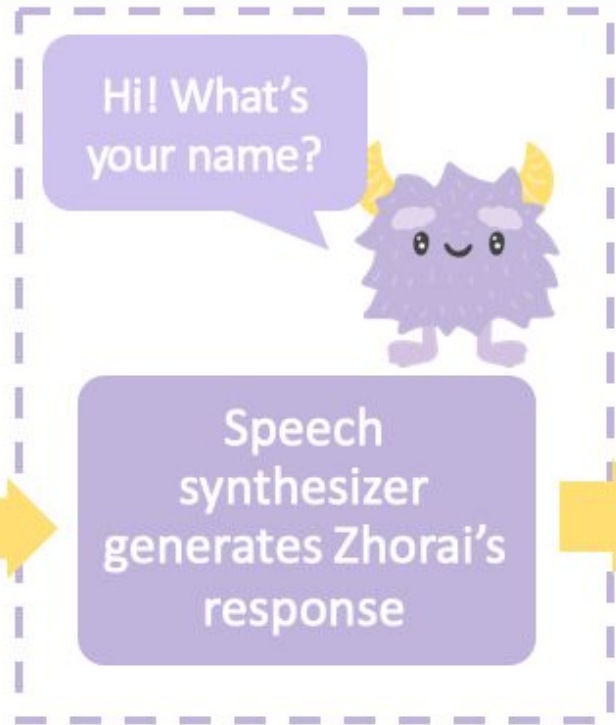 Hi! What's
your name?
Speech
synthesizer
generates Zhorai's
response